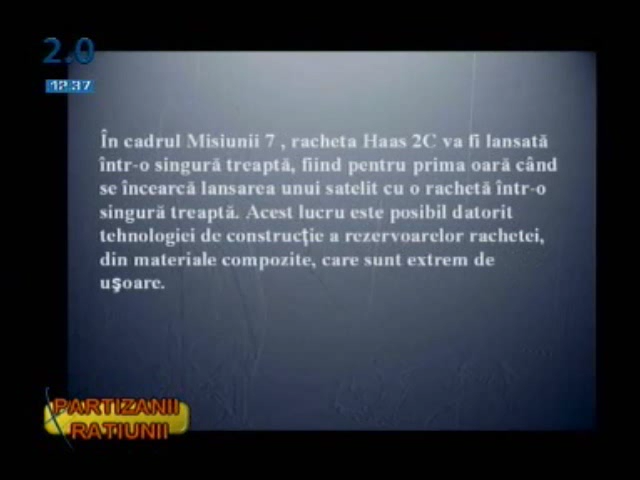 2.0
12:37
În cadrul Misiunii 7 , racheta Haas 2C va fi lansată
într-o singură treaptă, fiind pentru prima oară când
se încearcă lansarea unui satelit cu o rachetă într-o
singură treaptă. Acest lucru este posibil datorit
tehnologiei de construcție a rezervoarelor rachetei,
din materiale compozite, care sunt extrem de
uşoare.
PARTIZANII
RATIUNII